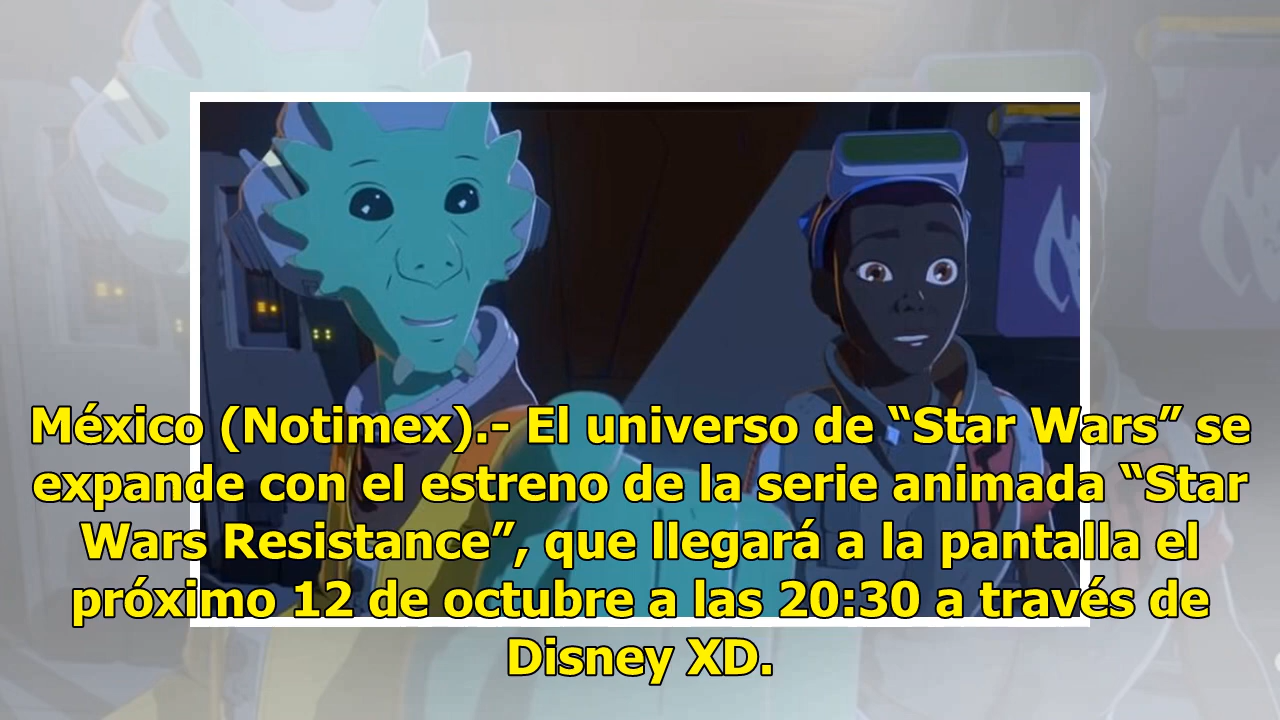 México (Notimex).- El universo de “Star Wars” se
expande con el estreno de la serie animada “Star
Wars Resistance”, que llegará a la pantalla el
próximo 12 de octubre a las 20:30 a través de
Disney XD.